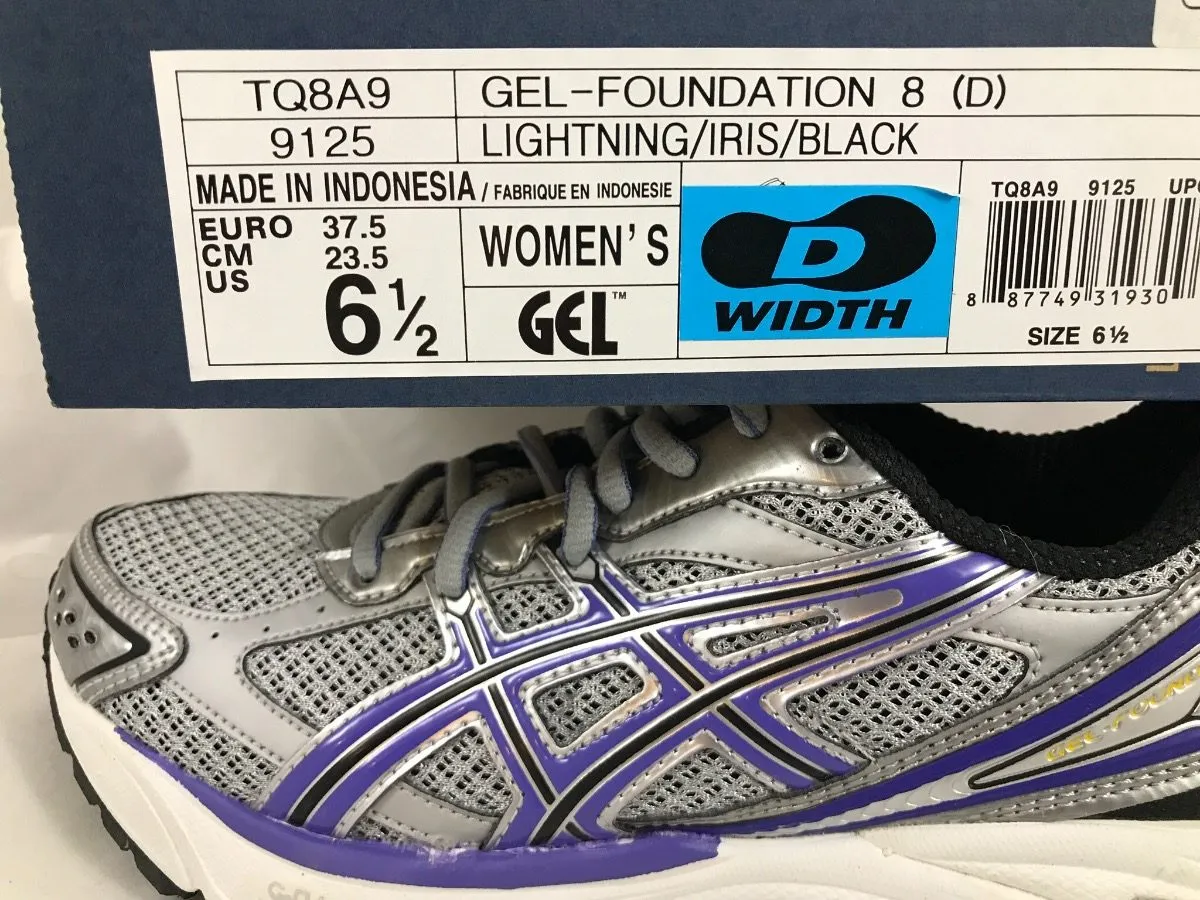 TQ8A9 GEL-FOUNDATION 8 (D)
9125 LIGHTNING/IRIS/BLACK
MADE IN INDONESIA / FABRIQUE EN INDONESIE
EURO 37.5
CM 23.5
US 6½
WOMEN'S
GEL™
D
WIDTH
TQ8A9 9125
8 87749 31930
SIZE 6½